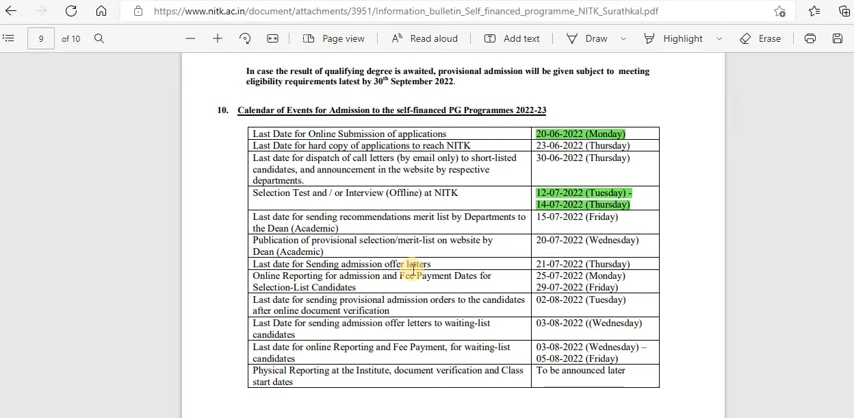 https://www.nitk.ac.in/document/attachments/3951/Information_bulletin_Self_financed_programme_NITK_Surathkal.pdf
9 of 10 Page view Read aloud Add text Draw Highlight Erase
In case the result of qualifying degree is awaited, provisional admission will be given subject to meeting
eligibility requirements latest by 30th September 2022.
10. Calendar of Events for Admission to the self-financed PG Programmes 2022-23
Last Date for Online Submission of applications 20-06-2022 (Monday)
Last Date for hard copy of applications to reach NITK 23-06-2022 (Thursday)
Last date for dispatch of call letters (by email only) to short-listed 30-06-2022 (Thursday)
candidates, and announcement in the website by respective
departments.
Selection Test and / or Interview (Offline) at NITK 12-07-2022 (Tuesday) -
14-07-2022 (Thursday)
Last date for sending recommendations merit list by Departments to 15-07-2022 (Friday)
the Dean (Academic)
Publication of provisional selection/merit-list on website by 20-07-2022 (Wednesday)
Dean (Academic)
Last date for Sending admission offer letters 21-07-2022 (Thursday)
Online Reporting for admission and Fee Payment Dates for 25-07-2022 (Monday)
Selection-List Candidates 29-07-2022 (Friday)
Last date for sending provisional admission orders to the candidates 02-08-2022 (Tuesday)
after online document verification
Last Date for sending admission offer letters to waiting-list 03-08-2022 ((Wednesday)
candidates
Last date for online Reporting and Fee Payment, for waiting-list 03-08-2022 (Wednesday) –
candidates 05-08-2022 (Friday)
Physical Reporting at the Institute, document verification and Class To be announced later
start dates